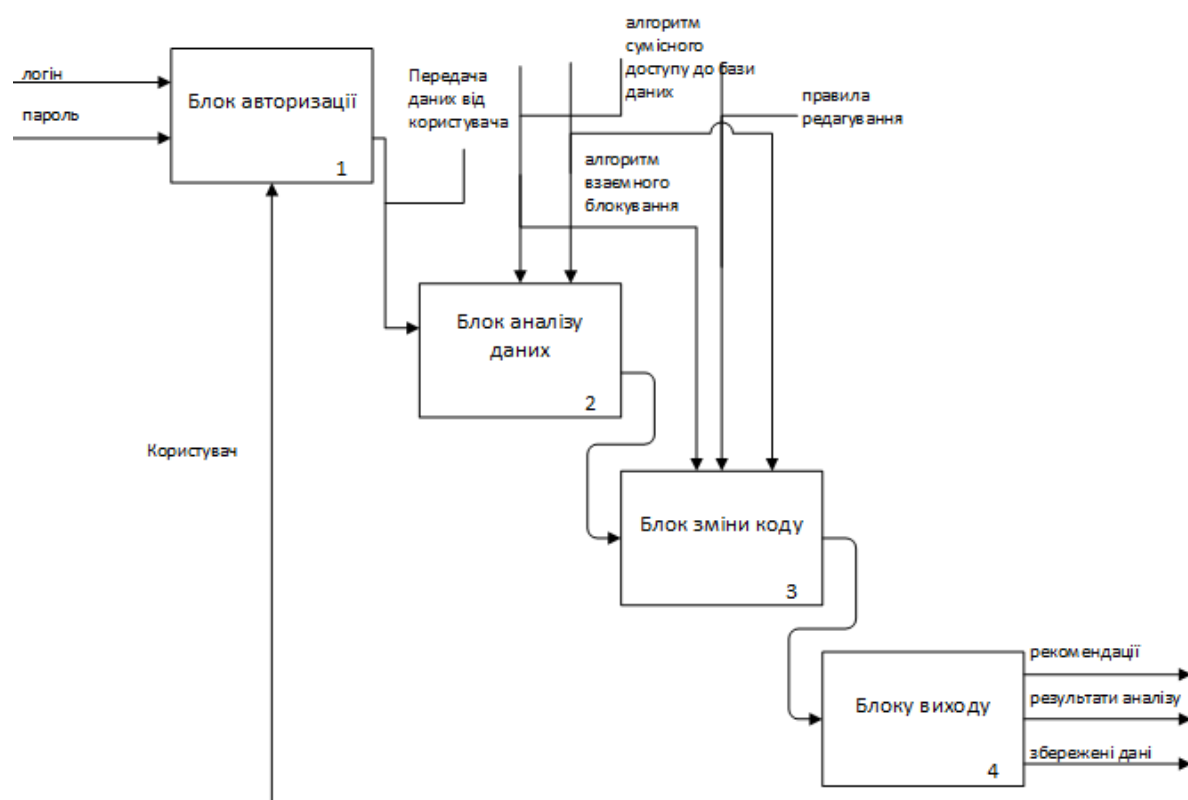 алгоритм
сумісного
доступу до бази
даних
логін
пароль
Блок авторизації
1
Передача
даних від
користувача
правила
редагування
алгоритм
взаємного
блокування
Блок аналізу
даних
2
Користувач
Блок зміни коду
3
Блоку виходу
4
рекомендації
результати аналізу
збережені дані